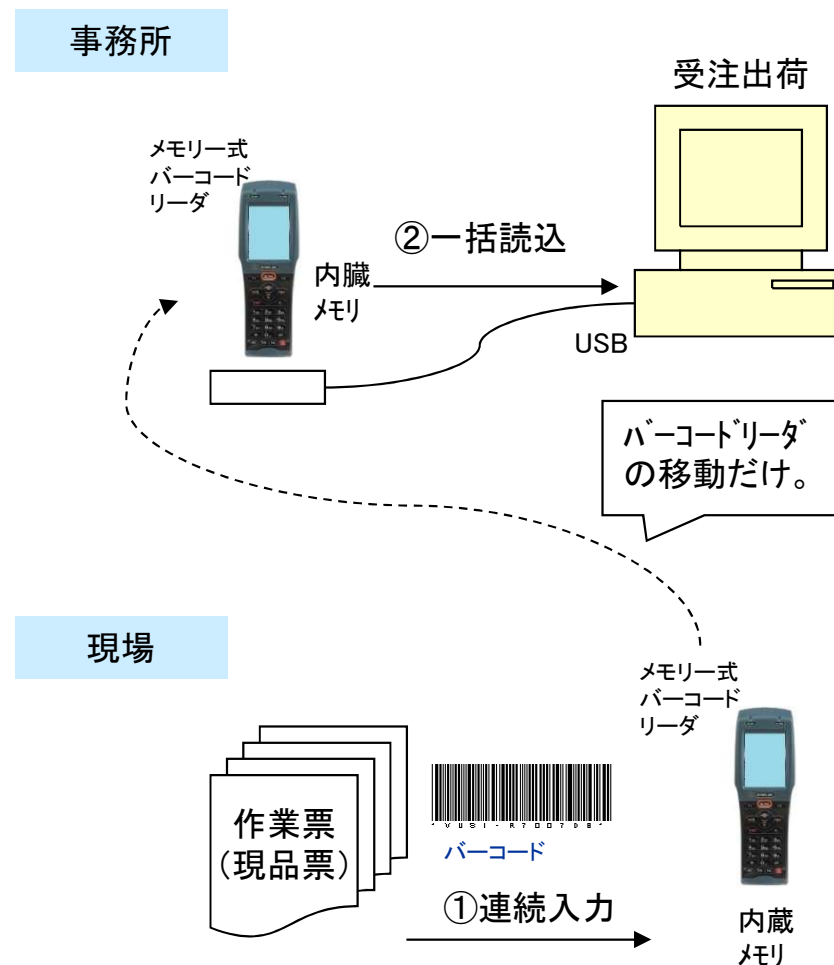 事務所
受注出荷
メモリー式
バーコード
リーダ
②一括読込
内臓
メモリ
USB
バーコードリーダ
の移動だけ。
現場
メモリー式
バーコード
リーダ
作業票
(現品票)
バーコード
①連続入力
内蔵
メモリ